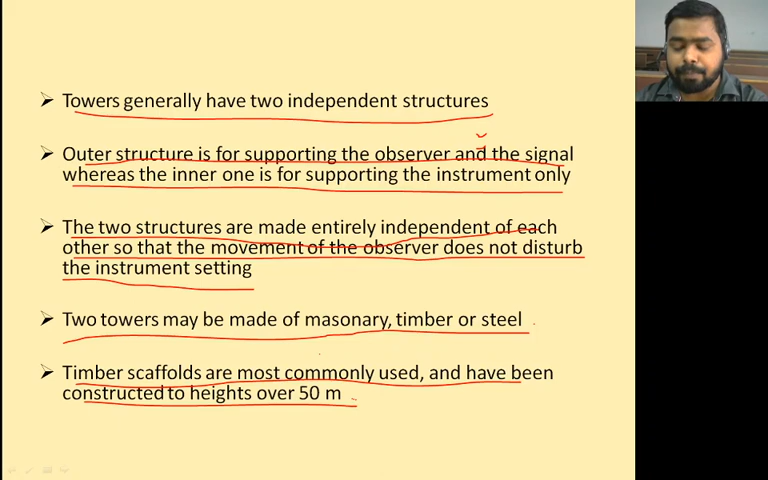 Towers generally have two independent structures
Outer structure is for supporting the observer and the signal
whereas the inner one is for supporting the instrument only
The two structures are made entirely independent of each
other so that the movement of the observer does not disturb
the instrument setting
Two towers may be made of masonary, timber or steel
Timber scaffolds are most commonly used, and have been
constructed to heights over 50 m